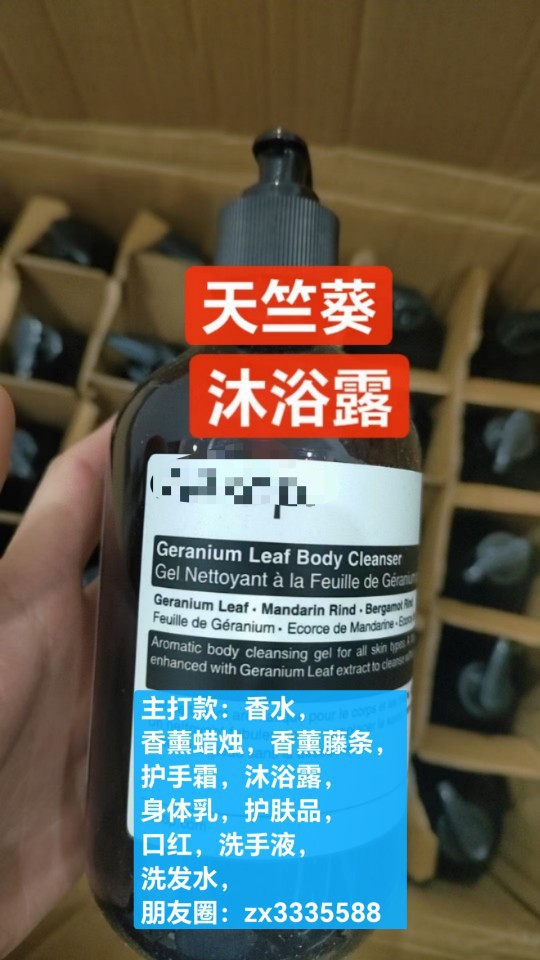 天竺葵
沐浴露
Geranium Leaf Body Cleanser
Gel Nettoyant à la Feuille de Géranium
Geranium Leaf · Mandarin Rind · Bergamot Rind
Feuille de Géranium · Ecorce de Mandarine ·
Aromatic body cleansing gel for all skin types
enhanced with Geranium Leaf extract to cleanse
主打款：香水，
香薰蜡烛，香薰藤条，
护手霜，沐浴露，
身体乳，护肤品，
口红，洗手液，
洗发水，
朋友圈：zx3335588